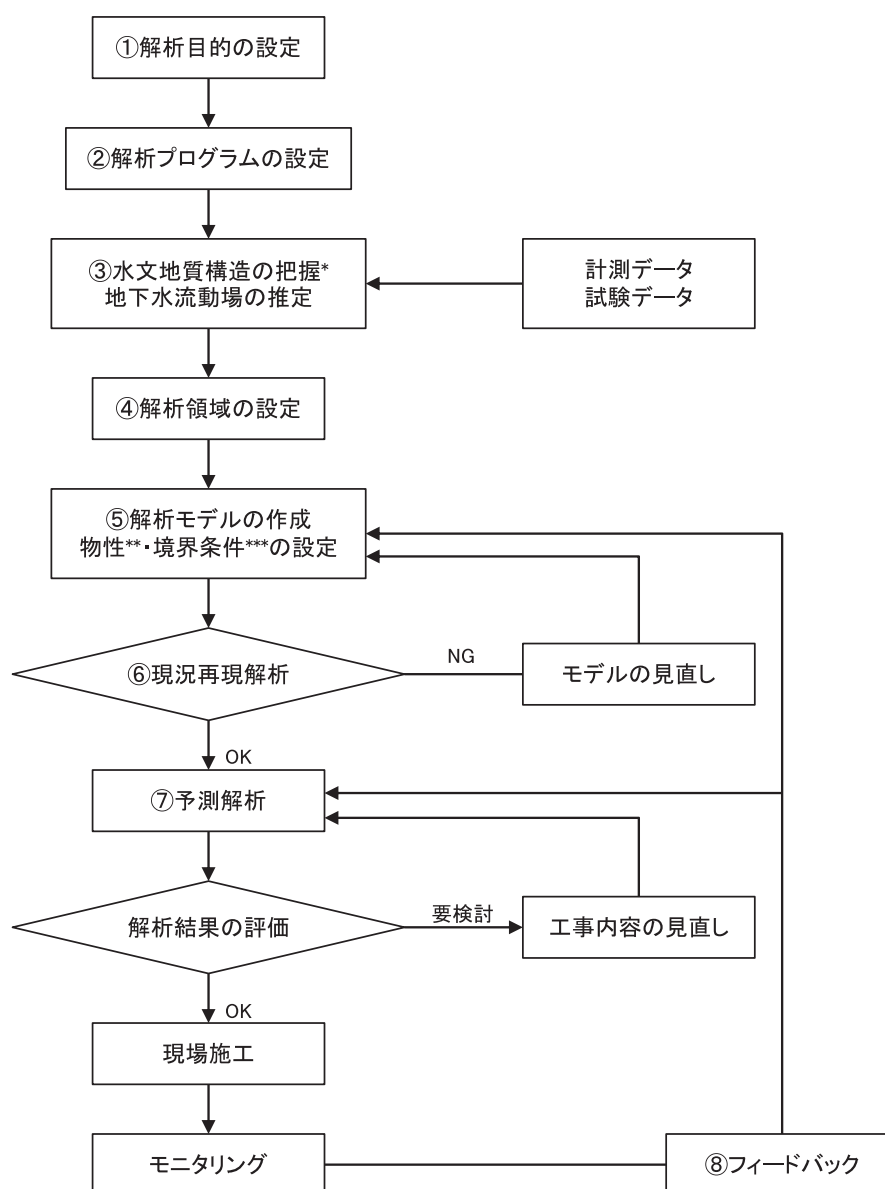 ①解析目的の設定
②解析プログラムの設定
③水文地質構造の把握*
地下水流動場の推定
計測データ
試験データ
④解析領域の設定
⑤解析モデルの作成
物性**・境界条件***の設定
⑥現況再現解析
NG
モデルの見直し
OK
⑦予測解析
解析結果の評価
要検討
工事内容の見直し
OK
現場施工
モニタリング
⑧フィードバック